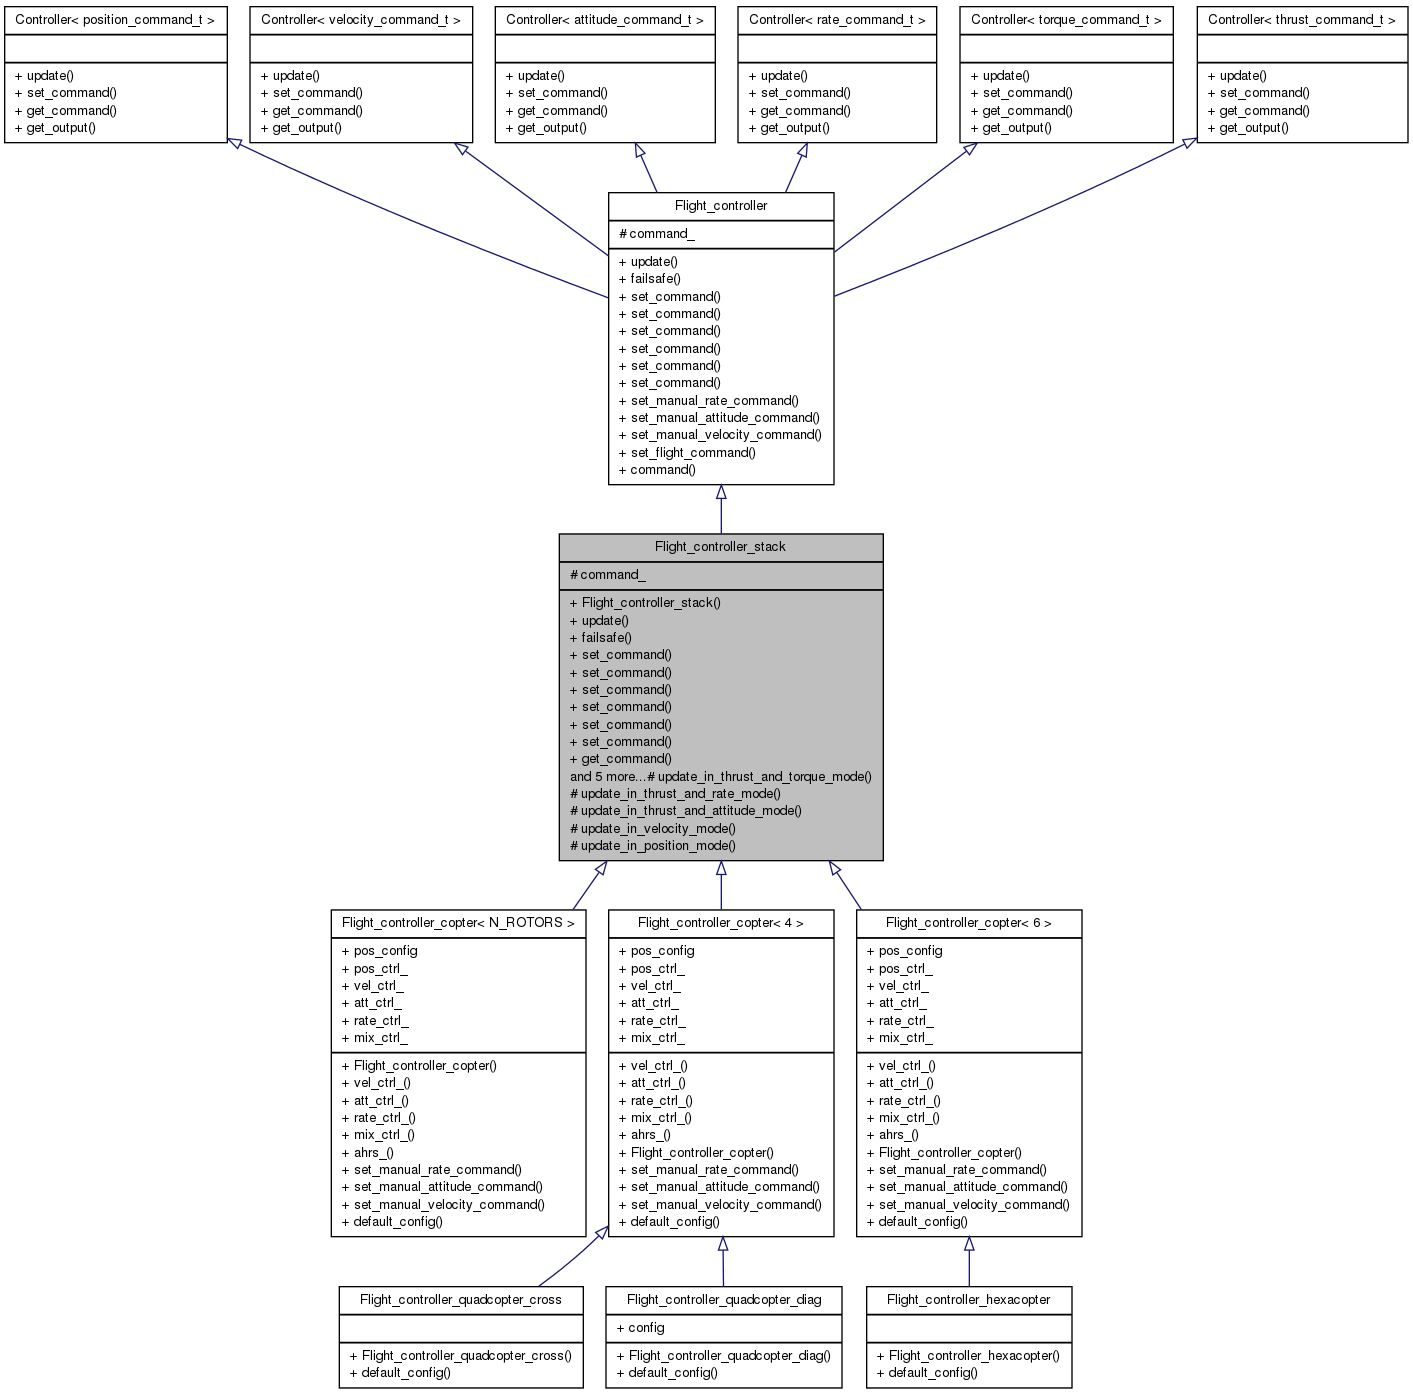 Controller< position_command_t >
+ update()
+ set_command()
+ get_command()
+ get_output()
Controller< velocity_command_t >
+ update()
+ set_command()
+ get_command()
+ get_output()
Controller< attitude_command_t >
+ update()
+ set_command()
+ get_command()
+ get_output()
Controller< rate_command_t >
+ update()
+ set_command()
+ get_command()
+ get_output()
Controller< torque_command_t >
+ update()
+ set_command()
+ get_command()
+ get_output()
Controller< thrust_command_t >
+ update()
+ set_command()
+ get_command()
+ get_output()
Flight_controller
# command_
+ update()
+ failsafe()
+ set_command()
+ set_command()
+ set_command()
+ set_command()
+ set_command()
+ set_command()
+ set_manual_rate_command()
+ set_manual_attitude_command()
+ set_manual_velocity_command()
+ set_flight_command()
+ command()
Flight_controller_stack
# command_
+ Flight_controller_stack()
+ update()
+ failsafe()
+ set_command()
+ set_command()
+ set_command()
+ set_command()
+ set_command()
+ set_command()
+ get_command()
and 5 more...# update_in_thrust_and_torque_mode()
# update_in_thrust_and_rate_mode()
# update_in_thrust_and_attitude_mode()
# update_in_velocity_mode()
# update_in_position_mode()
Flight_controller_copter< N_ROTORS >
+ pos_config
+ pos_ctrl_
+ vel_ctrl_
+ att_ctrl_
+ rate_ctrl_
+ mix_ctrl_
+ Flight_controller_copter()
+ vel_ctrl_()
+ att_ctrl_()
+ rate_ctrl_()
+ mix_ctrl_()
+ ahrs_()
+ set_manual_rate_command()
+ set_manual_attitude_command()
+ set_manual_velocity_command()
+ default_config()
Flight_controller_copter< 4 >
+ pos_config
+ pos_ctrl_
+ vel_ctrl_
+ att_ctrl_
+ rate_ctrl_
+ mix_ctrl_
+ vel_ctrl_()
+ att_ctrl_()
+ rate_ctrl_()
+ mix_ctrl_()
+ ahrs_()
+ Flight_controller_copter()
+ set_manual_rate_command()
+ set_manual_attitude_command()
+ set_manual_velocity_command()
+ default_config()
Flight_controller_copter< 6 >
+ pos_config
+ pos_ctrl_
+ vel_ctrl_
+ att_ctrl_
+ rate_ctrl_
+ mix_ctrl_
+ vel_ctrl_()
+ att_ctrl_()
+ rate_ctrl_()
+ mix_ctrl_()
+ ahrs_()
+ Flight_controller_copter()
+ set_manual_rate_command()
+ set_manual_attitude_command()
+ set_manual_velocity_command()
+ default_config()
Flight_controller_quadcopter_cross
+ Flight_controller_quadcopter_cross()
+ default_config()
Flight_controller_quadcopter_diag
+ config
+ Flight_controller_quadcopter_diag()
+ default_config()
Flight_controller_hexacopter
+ Flight_controller_hexacopter()
+ default_config()